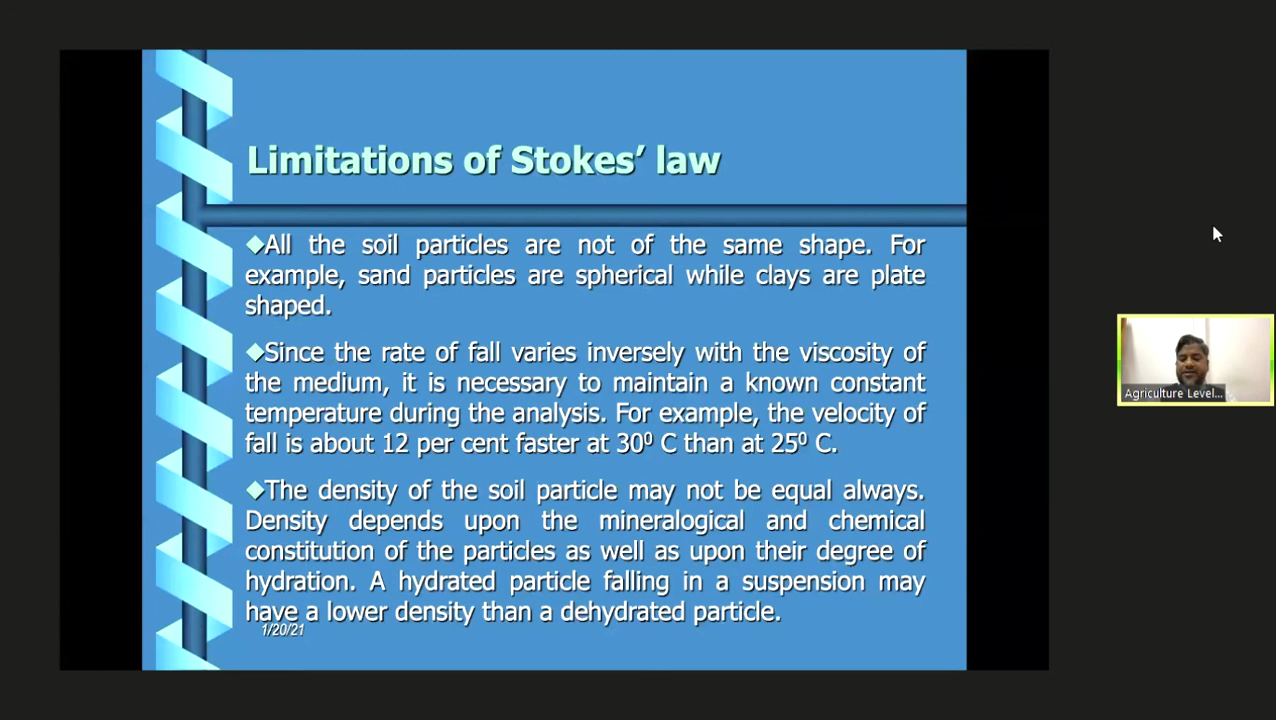 Limitations of Stokes’ law
◆All the soil particles are not of the same shape. For
example, sand particles are spherical while clays are plate
shaped.
◆Since the rate of fall varies inversely with the viscosity of
the medium, it is necessary to maintain a known constant
temperature during the analysis. For example, the velocity of
fall is about 12 per cent faster at 30⁰ C than at 25⁰ C.
◆The density of the soil particle may not be equal always.
Density depends upon the mineralogical and chemical
constitution of the particles as well as upon their degree of
hydration. A hydrated particle falling in a suspension may
have a lower density than a dehydrated particle.
1/20/21
Agriculture Level...